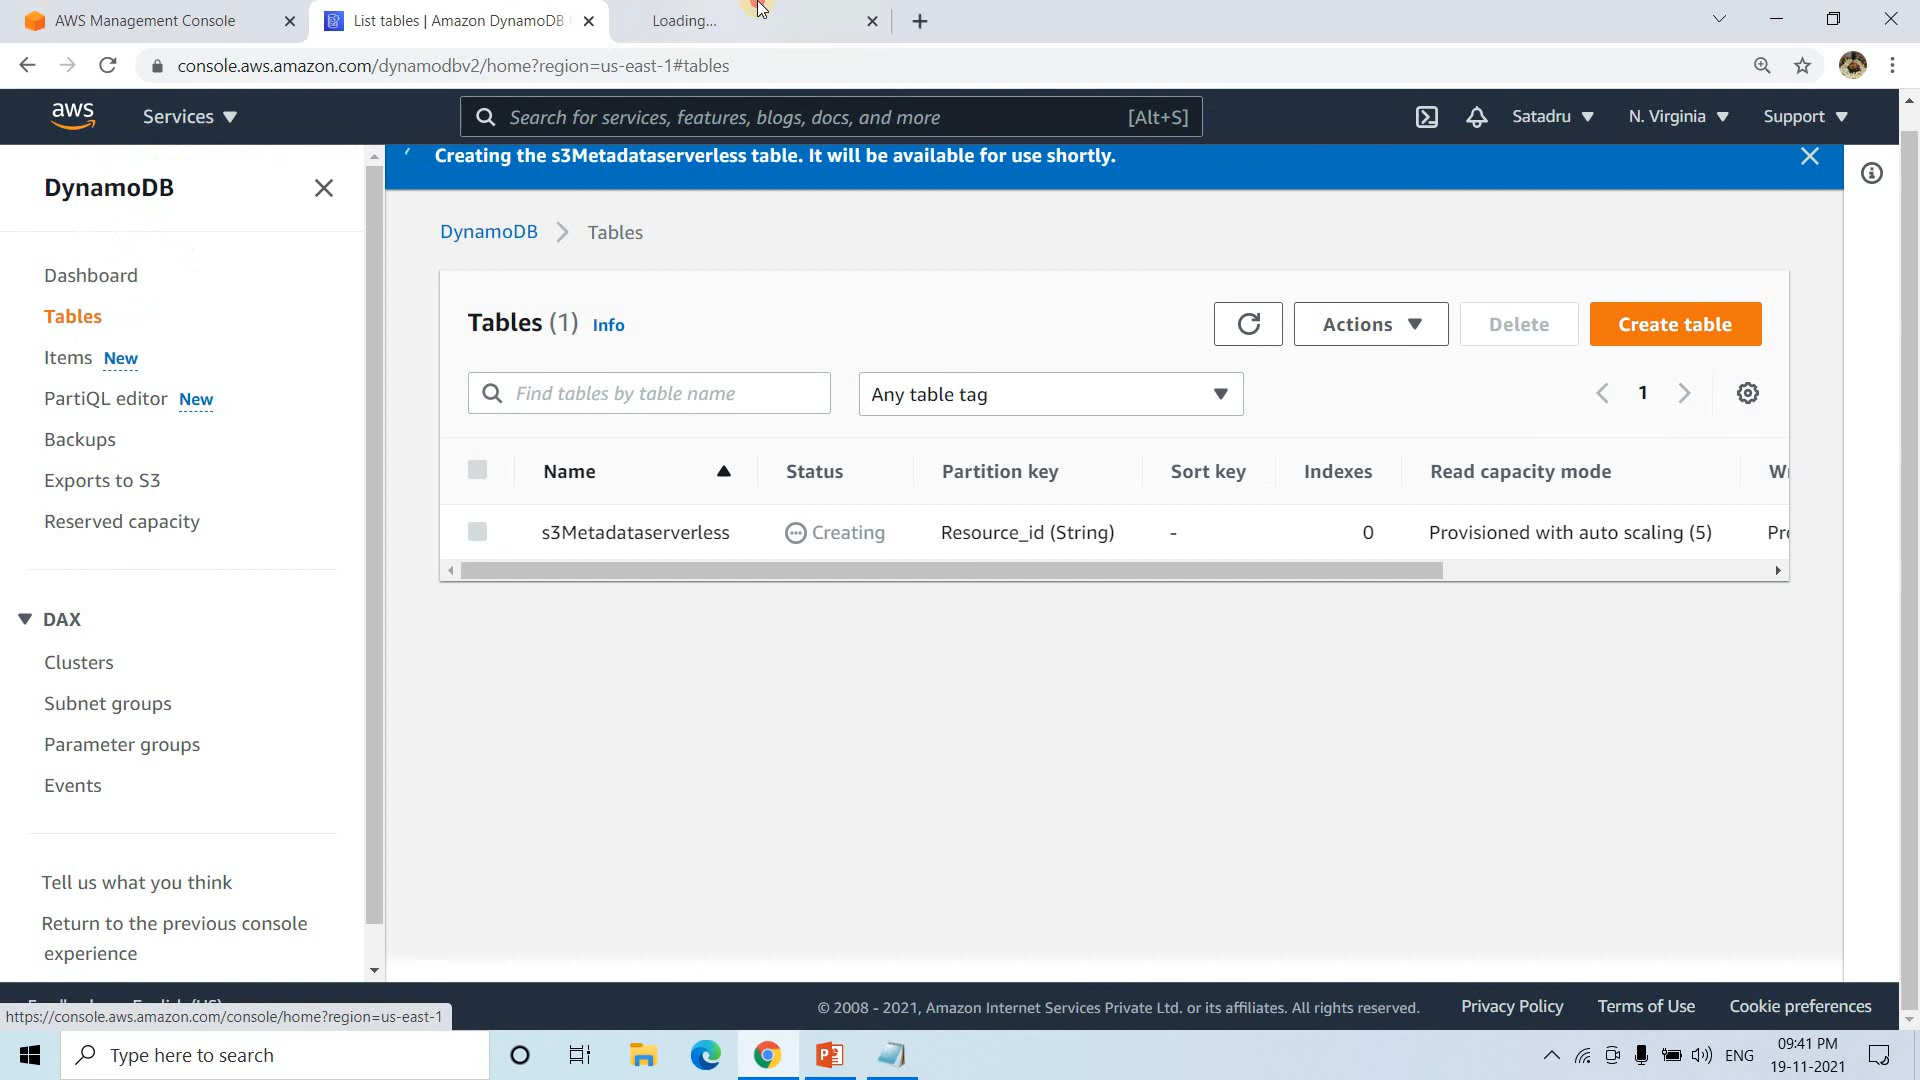 AWS Management Console
List tables | Amazon DynamoDB
Loading...
console.aws.amazon.com/dynamodbv2/home?region=us-east-1#tables
aws
Services
Search for services, features, blogs, docs, and more
[Alt+S]
Satadru
N. Virginia
Support
DynamoDB
Creating the s3Metadataserverless table. It will be available for use shortly.
Dashboard
Tables
Items New
PartiQL editor New
Backups
Exports to S3
Reserved capacity
DAX
Clusters
Subnet groups
Parameter groups
Events
Tell us what you think
Return to the previous console
experience
DynamoDB
Tables
Tables (1) Info
Actions
Delete
Create table
Find tables by table name
Any table tag
1
Name
Status
Partition key
Sort key
Indexes
Read capacity mode
s3Metadataserverless
Creating
Resource_id (String)
-
0
Provisioned with auto scaling (5)
English (US)
© 2008 - 2021, Amazon Internet Services Private Ltd. or its affiliates. All rights reserved.
Privacy Policy
Terms of Use
Cookie preferences
https://console.aws.amazon.com/console/home?region=us-east-1
Type here to search
ENG
09:41 PM
19-11-2021